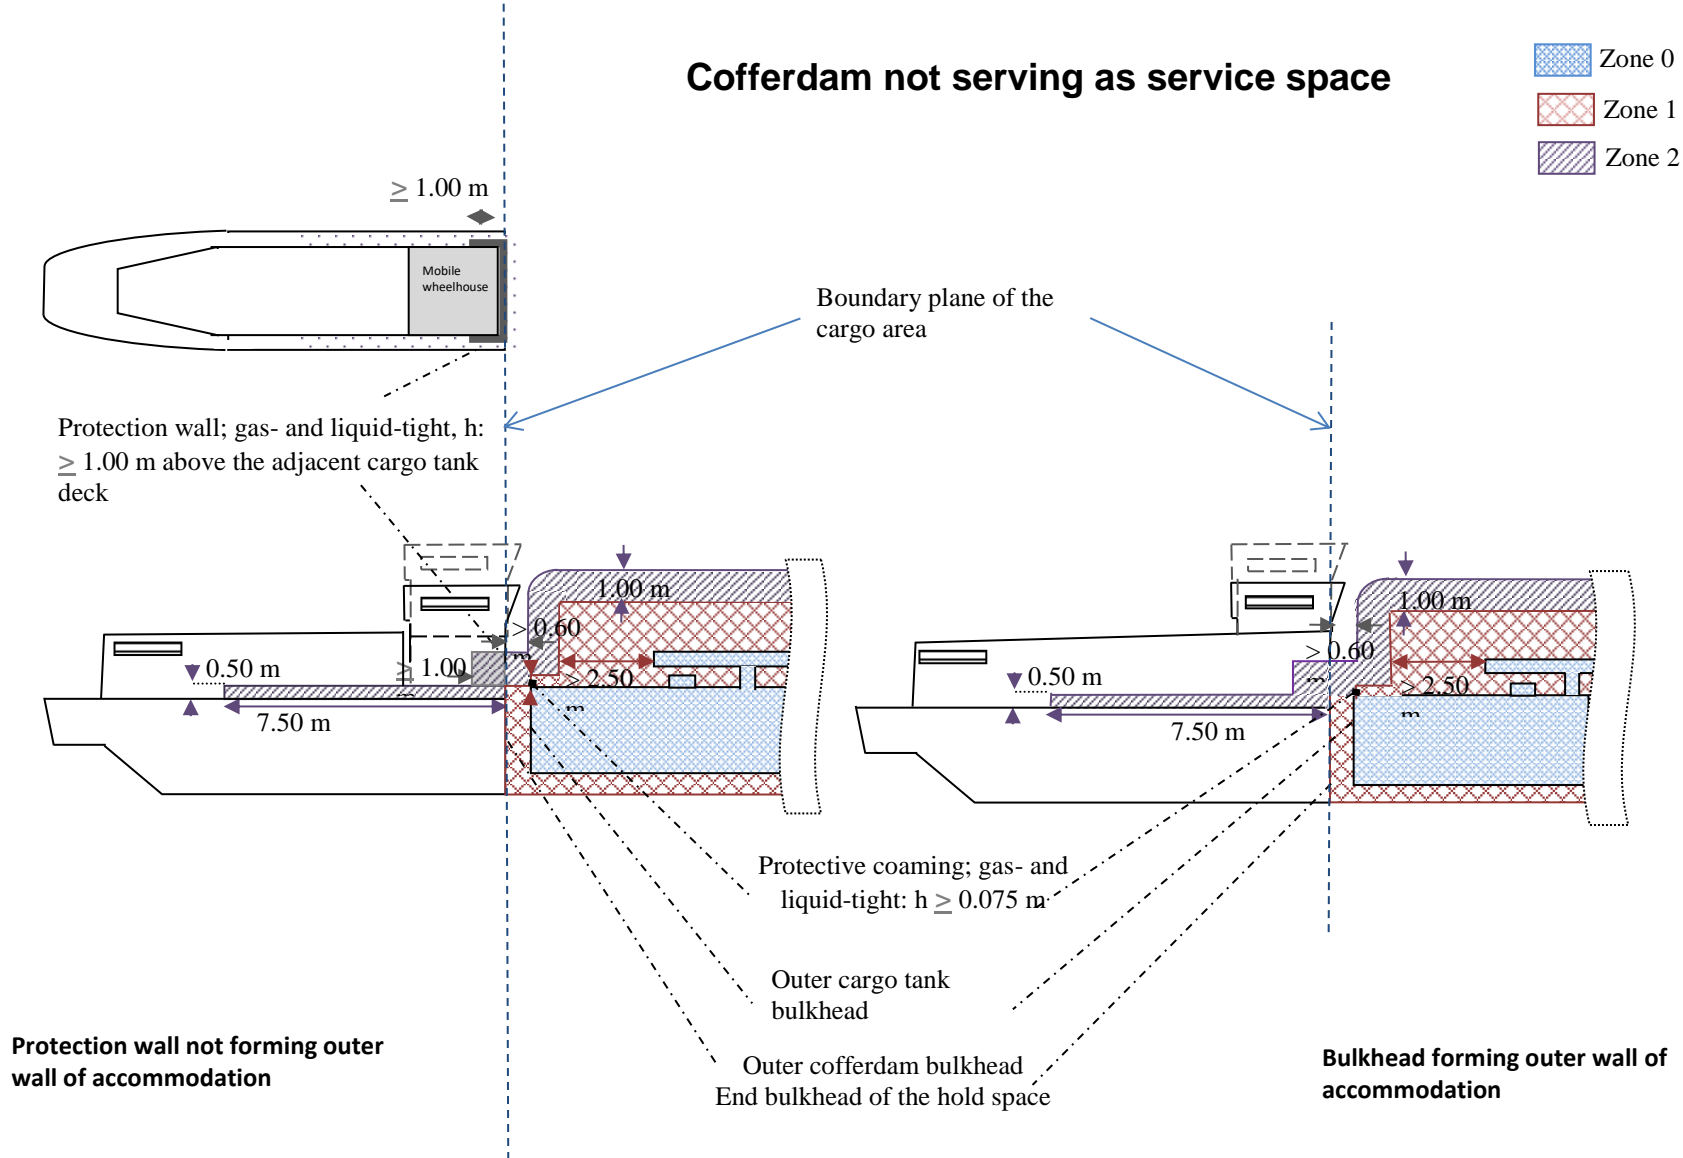 Cofferdam not serving as service space
Zone 0
Zone 1
Zone 2
≥ 1.00 m
Mobile
wheelhouse
Boundary plane of the
cargo area
Protection wall; gas- and liquid-tight, h:
≥ 1.00 m above the adjacent cargo tank
deck
1.00 m
> 0.60
m
≥ 1.00
m
0.50 m
> 2.50
m
7.50 m
1.00 m
> 0.60
m
0.50 m
> 2.50
m
7.50 m
Protective coaming; gas- and
liquid-tight: h ≥ 0.075 m
Outer cargo tank
bulkhead
Outer cofferdam bulkhead
End bulkhead of the hold space
Protection wall not forming outer
wall of accommodation
Bulkhead forming outer wall of
accommodation